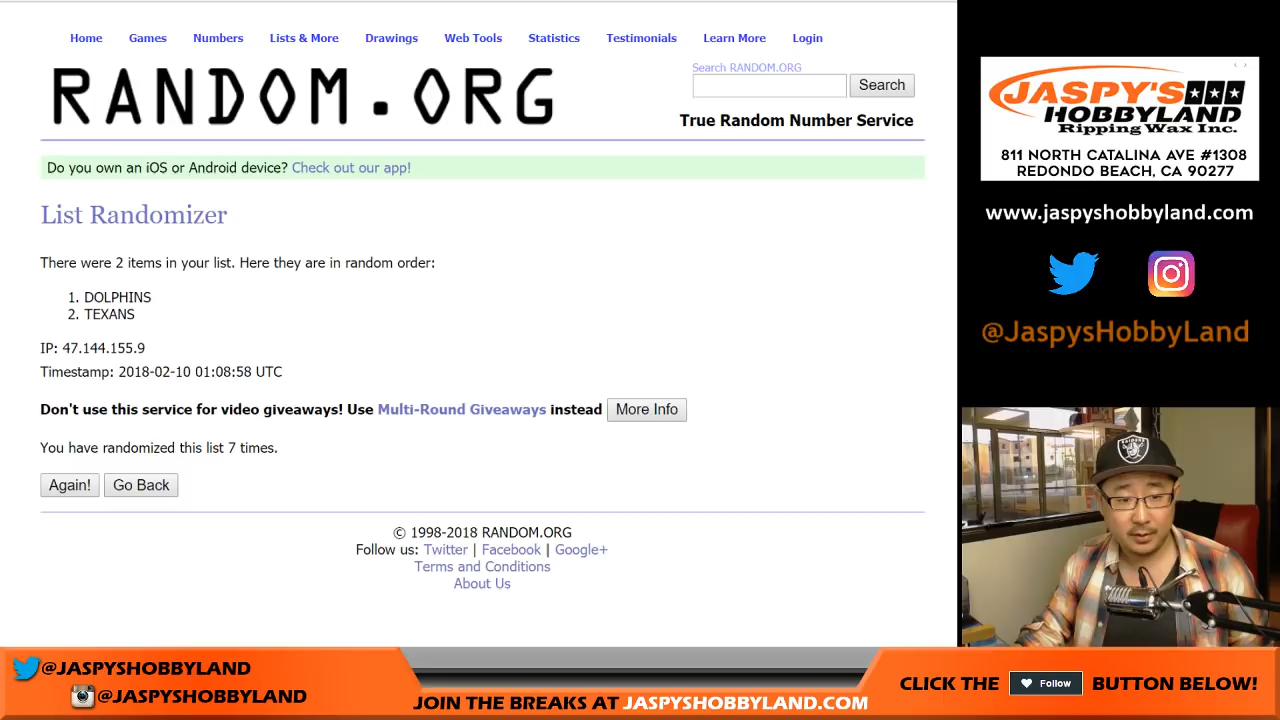 Home Games Numbers Lists & More Drawings Web Tools Statistics Testimonials Learn More Login
RANDOM.ORG
Search RANDOM.ORG
Search
True Random Number Service
Do you own an iOS or Android device? Check out our app!
List Randomizer
There were 2 items in your list. Here they are in random order:
1. DOLPHINS
2. TEXANS
IP: 47.144.155.9
Timestamp: 2018-02-10 01:08:58 UTC
Don't use this service for video giveaways! Use Multi-Round Giveaways instead More Info
You have randomized this list 7 times.
Again! Go Back
© 1998-2018 RANDOM.ORG
Follow us: Twitter | Facebook | Google+
Terms and Conditions
About Us
JASPY'S
HOBBYLAND
Ripping Wax Inc.
811 NORTH CATALINA AVE #1308
REDONDO BEACH, CA 90277
www.jaspyshobbyland.com
@JaspysHobbyLand
RAIDERS
@JASPYSHOBBYLAND
@JASPYSHOBBYLAND
JOIN THE BREAKS AT JASPYSHOBBYLAND.COM
CLICK THE Follow BUTTON BELOW!